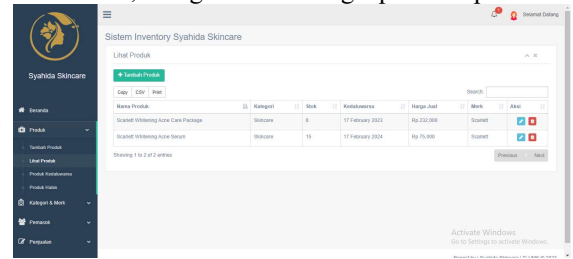 Selamat Datang
Syahida Skincare
Beranda
Produk
Tambah Produk
Lihat Produk
Produk Kedaluwarsa
Produk Habis
Kategori & Merk
Pemasok
Penjualan
Sistem Inventory Syahida Skincare
Lihat Produk
+ Tambah Produk
Copy CSV Print
Search:
Nama Produk Kategori Stok Kedaluwarsa Harga Jual Merk Aksi
Scarlett Whitening Acne Care Package Skincare 0 17 February 2023 Rp 232,000 Scarlett
Scarlett Whitening Acne Serum Skincare 15 17 February 2024 Rp 75,000 Scarlett
Showing 1 to 2 of 2 entries
Previous Next
Activate Windows
Go to Settings to activate Windows.